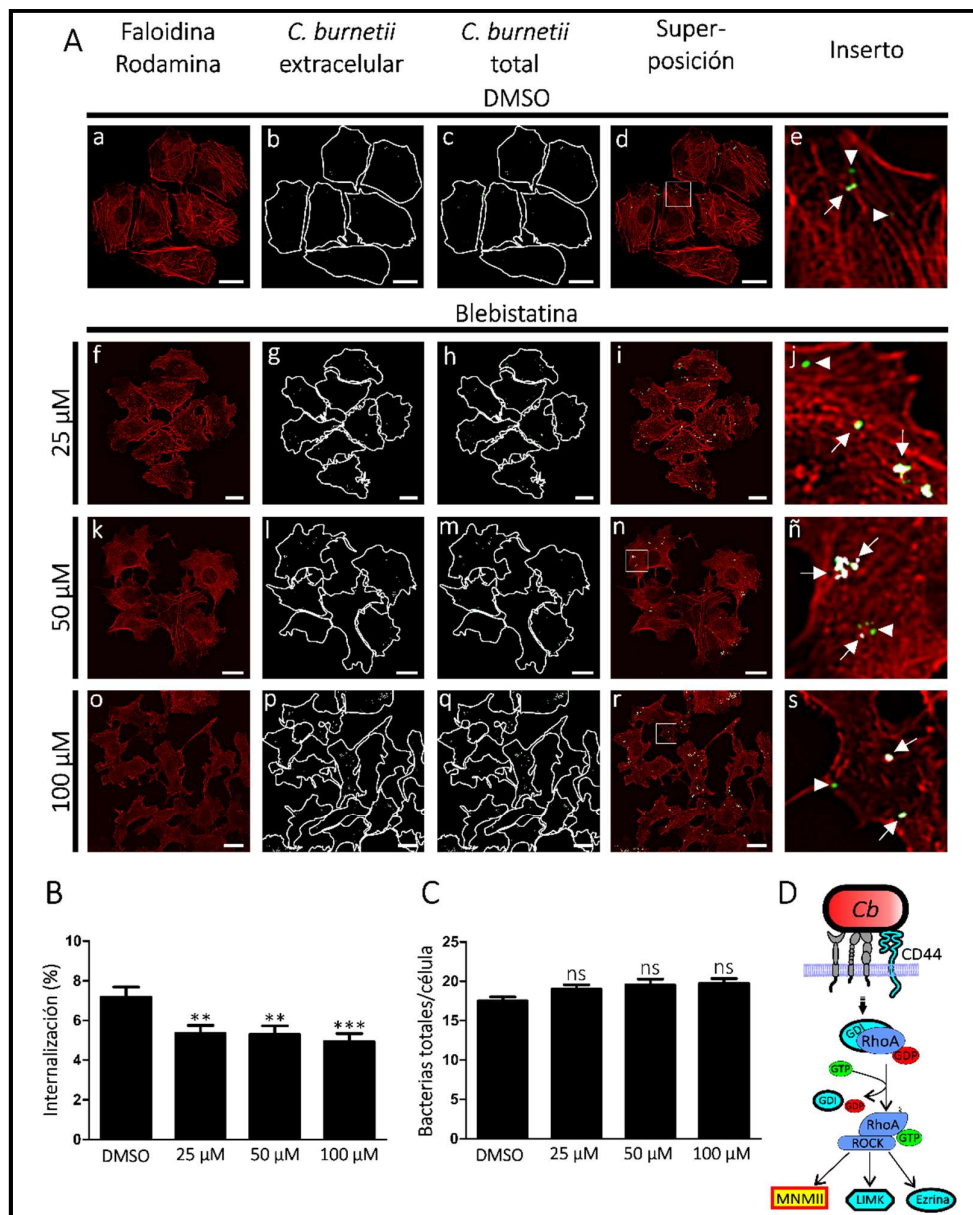 A
Faloidina
Rodamina
C. burnetii
extracelular
C. burnetii
total
Super-
posición
Inserto
DMSO
a
b
c
d
e
Blebistatina
25 µM
f
g
h
i
j
50 µM
k
l
m
n
ñ
100 µM
o
p
q
r
s
B
Internalización (%)
10
8
6
4
2
0
** ** ***
DMSO 25 µM 50 µM 100 µM
C
Bacterias totales/célula
25
20
15
10
5
0
ns ns ns
DMSO 25 µM 50 µM 100 µM
D
Cb
CD44
GDI
RhoA
GDP
GTP
GDI
GDP
RhoA
ROCK
GTP
MNMII
LIMK
Ezrina